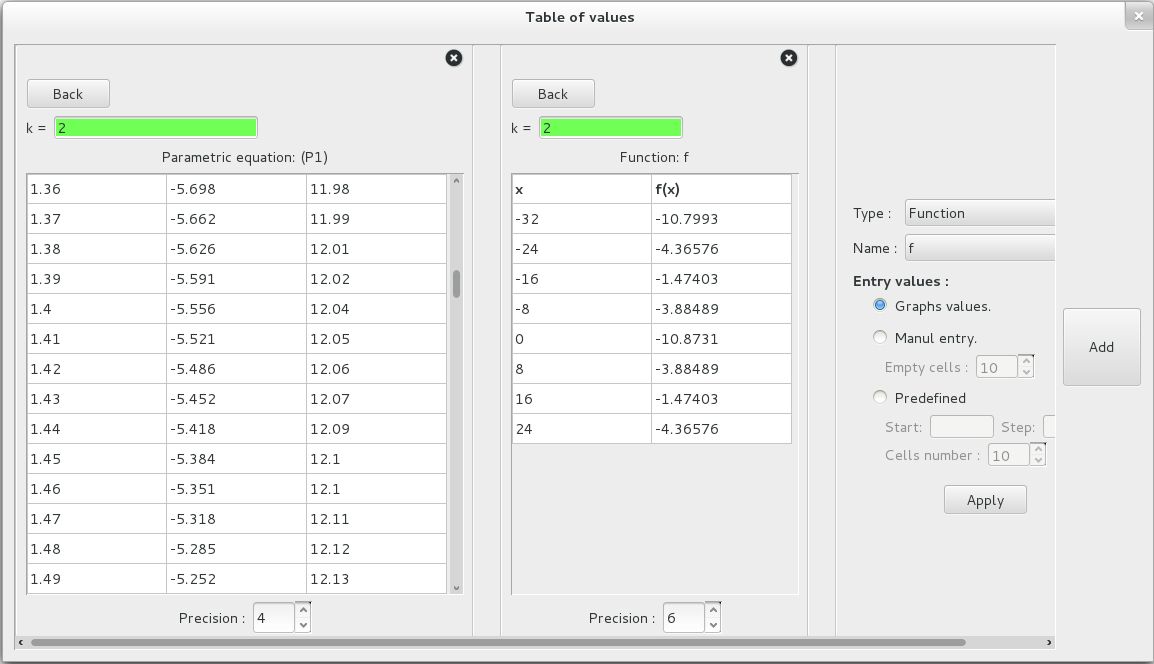 Table of values
Back
k = 2
Parametric equation: (P1)
1.36 -5.698 11.98
1.37 -5.662 11.99
1.38 -5.626 12.01
1.39 -5.591 12.02
1.4 -5.556 12.04
1.41 -5.521 12.05
1.42 -5.486 12.06
1.43 -5.452 12.07
1.44 -5.418 12.09
1.45 -5.384 12.1
1.46 -5.351 12.1
1.47 -5.318 12.11
1.48 -5.285 12.12
1.49 -5.252 12.13
Precision : 4
Back
k = 2
Function: f
x f(x)
-32 -10.7993
-24 -4.36576
-16 -1.47403
-8 -3.88489
0 -10.8731
8 -3.88489
16 -1.47403
24 -4.36576
Precision : 6
Type : Function
Name : f
Entry values :
Graphs values.
Manul entry.
Empty cells : 10
Predefined
Start: Step:
Cells number : 10
Apply
Add